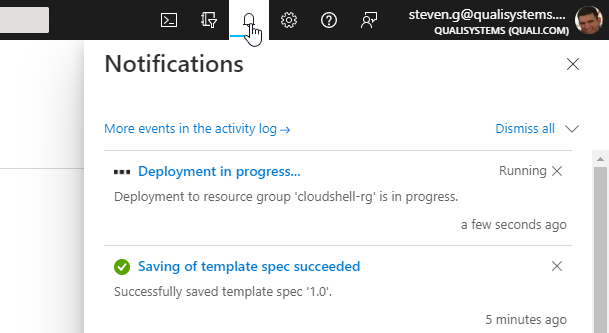 steven.g@qualisystems....
QUALISYSTEMS (QUALI.COM)
Notifications
More events in the activity log →
Dismiss all
Deployment in progress...
Running
Deployment to resource group 'cloudshell-rg' is in progress.
a few seconds ago
Saving of template spec succeeded
Successfully saved template spec '1.0'.
5 minutes ago